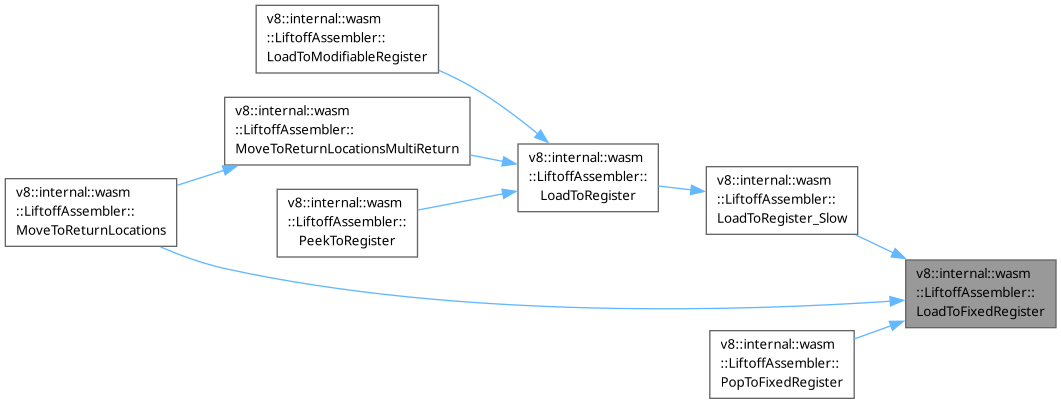 v8::internal::wasm
::LiftoffAssembler::
LoadToModifiableRegister
v8::internal::wasm
::LiftoffAssembler::
MoveToReturnLocationsMultiReturn
v8::internal::wasm
::LiftoffAssembler::
LoadToRegister
v8::internal::wasm
::LiftoffAssembler::
LoadToRegister_Slow
v8::internal::wasm
::LiftoffAssembler::
MoveToReturnLocations
v8::internal::wasm
::LiftoffAssembler::
PeekToRegister
v8::internal::wasm
::LiftoffAssembler::
LoadToFixedRegister
v8::internal::wasm
::LiftoffAssembler::
PopToFixedRegister